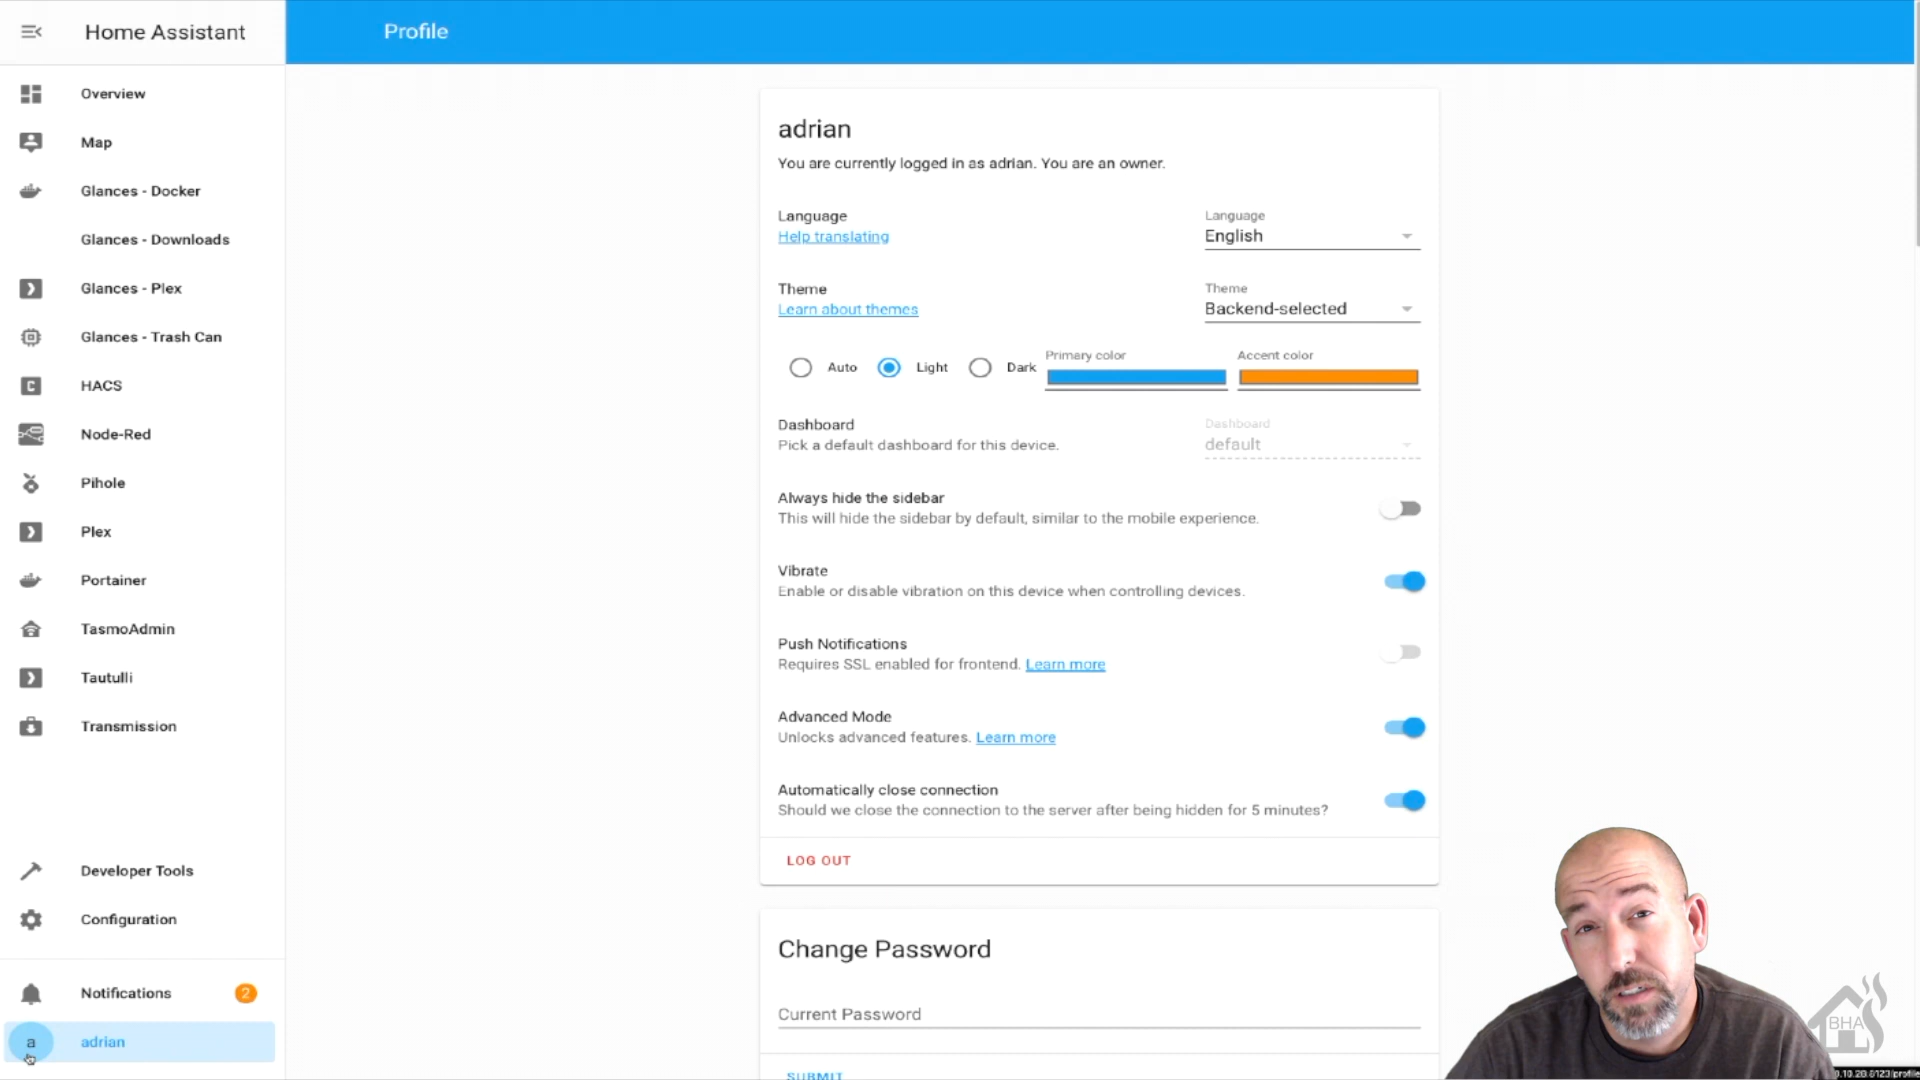 Home Assistant
Profile
Overview
Map
Glances - Docker
Glances - Downloads
Glances - Plex
Glances - Trash Can
HACS
Node-Red
Pihole
Plex
Portainer
TasmoAdmin
Tautulli
Transmission
Developer Tools
Configuration
Notifications 2
a adrian
adrian
You are currently logged in as adrian. You are an owner.
Language
Help translating
Language
English
Theme
Learn about themes
Theme
Backend-selected
Auto Light Dark
Primary color
Accent color
Dashboard
Pick a default dashboard for this device.
Dashboard
default
Always hide the sidebar
This will hide the sidebar by default, similar to the mobile experience.
Vibrate
Enable or disable vibration on this device when controlling devices.
Push Notifications
Requires SSL enabled for frontend. Learn more
Advanced Mode
Unlocks advanced features. Learn more
Automatically close connection
Should we close the connection to the server after being hidden for 5 minutes?
LOG OUT
Change Password
Current Password
SUBMIT
BHA